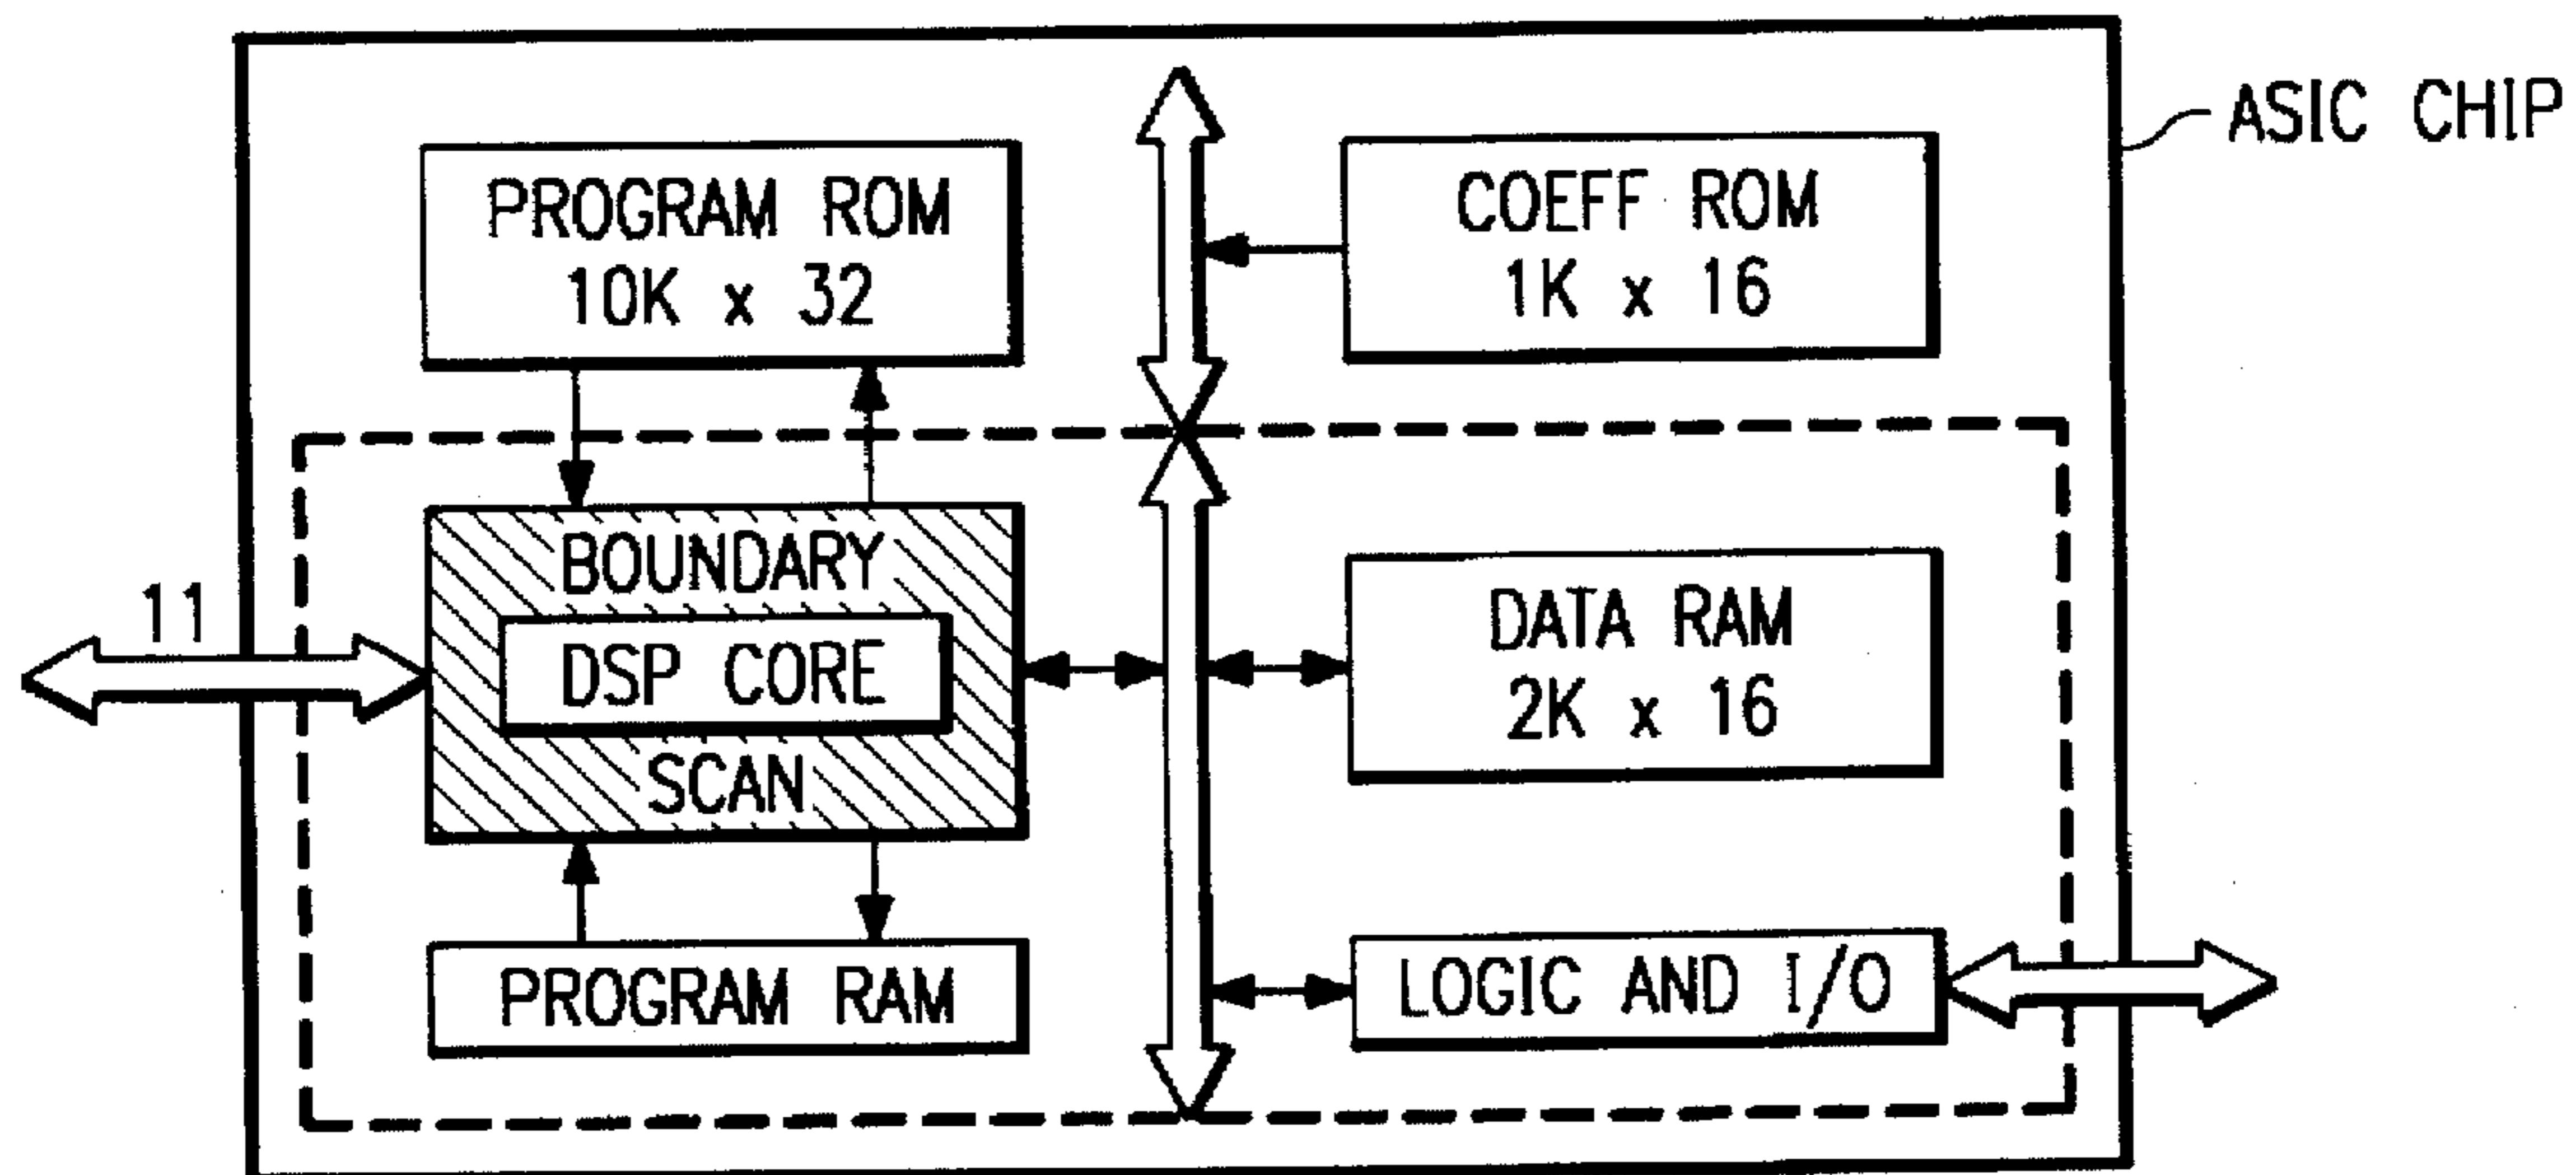 ASIC CHIP
PROGRAM ROM
10K x 32
COEFF ROM
1K x 16
BOUNDARY
DSP CORE
SCAN
11
DATA RAM
2K x 16
PROGRAM RAM
LOGIC AND I/O